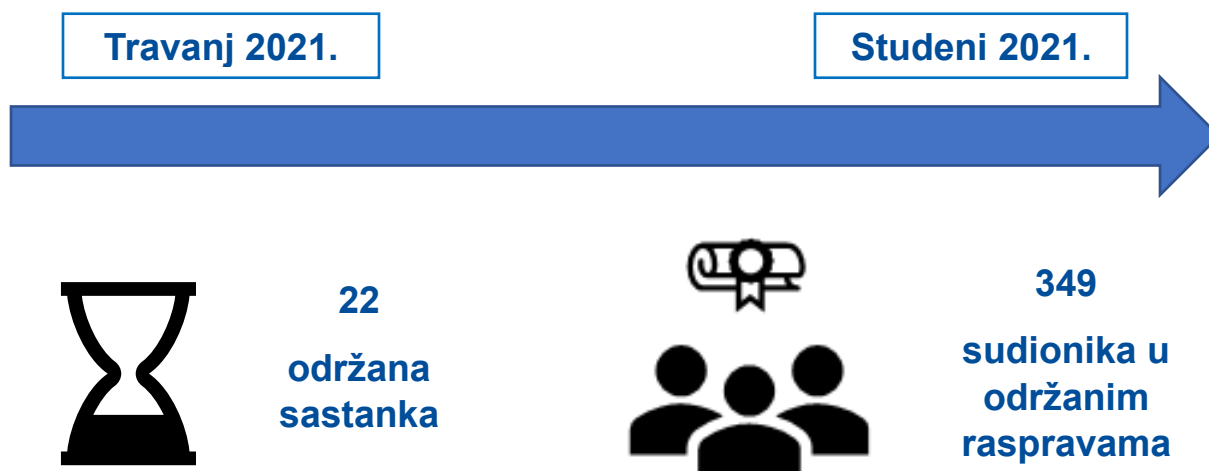 Travanj 2021.
Studeni 2021.
22
održana
sastanka
349
sudionika u
održanim
raspravama